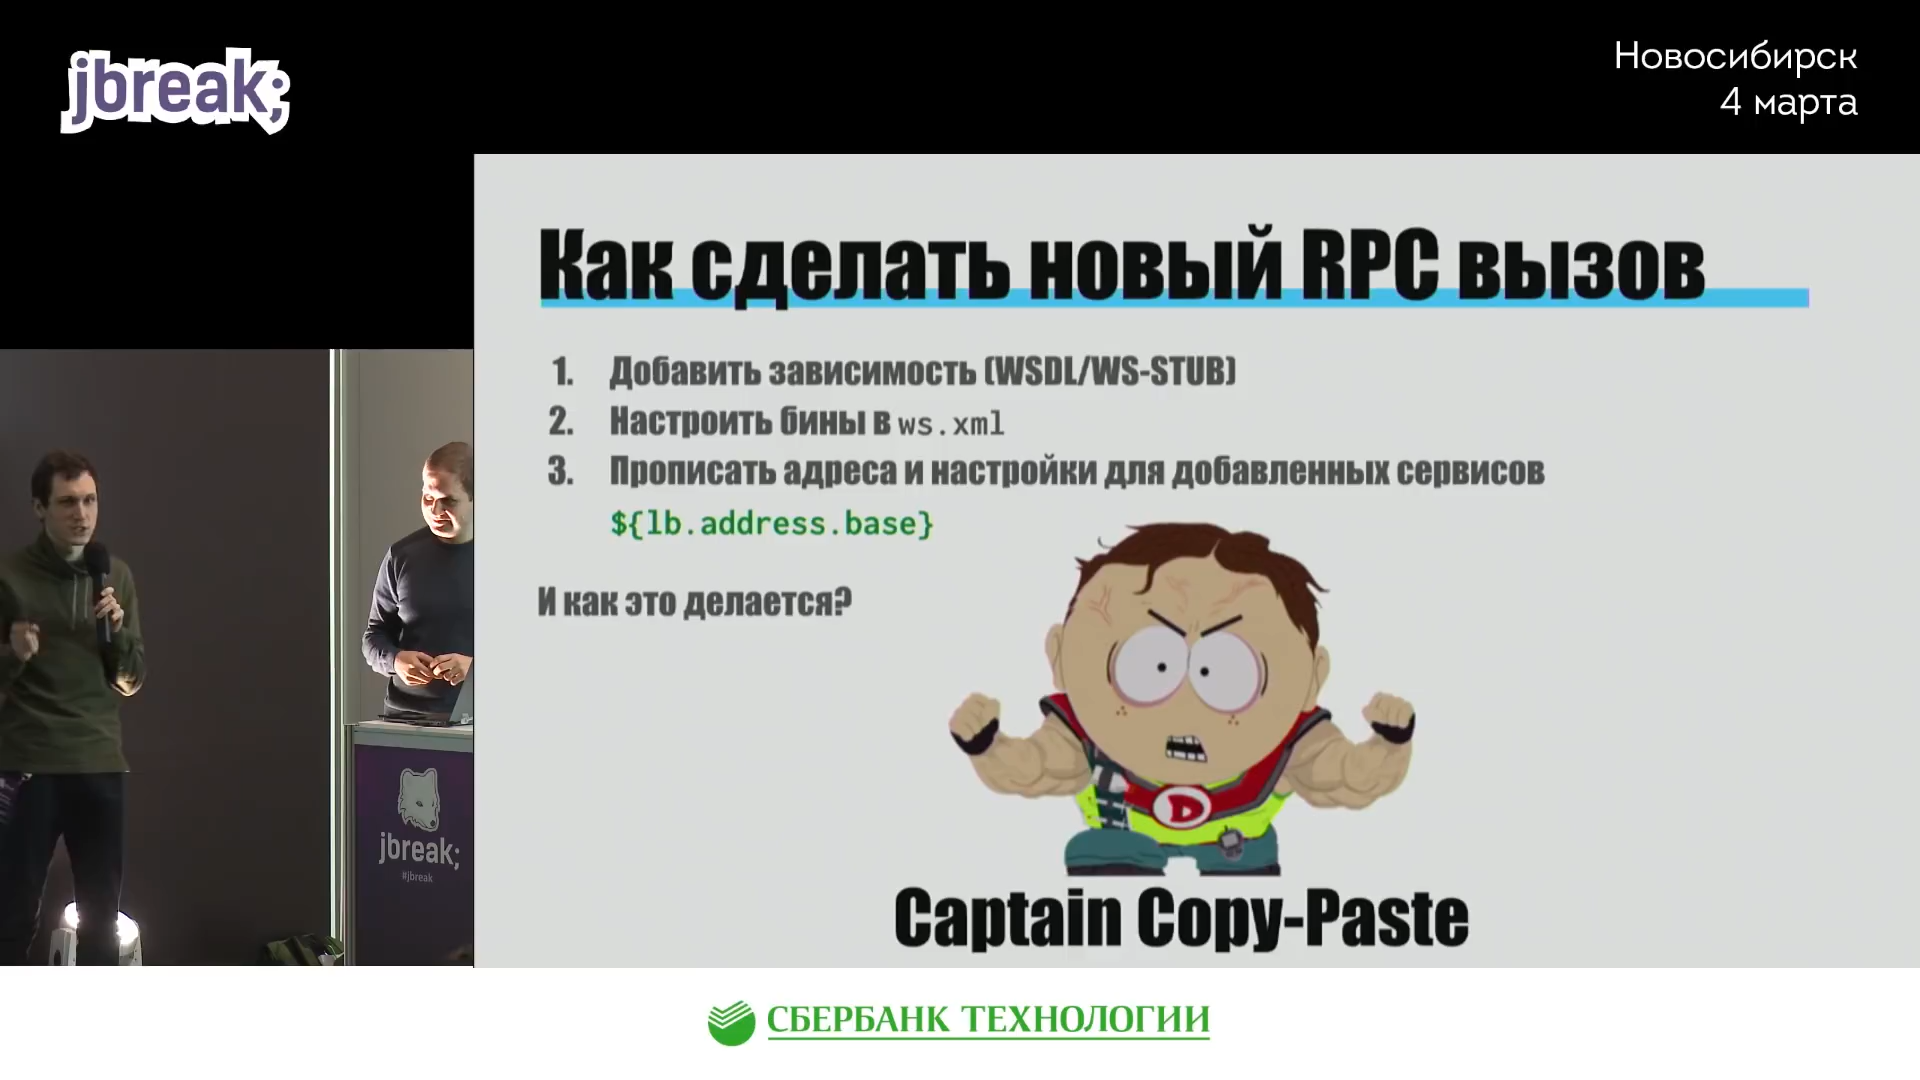 jbreak;
Новосибирск
4 марта
Как сделать новый RPC вызов
1. Добавить зависимость (WSDL/WS-STUB)
2. Настроить бины в ws.xml
3. Прописать адреса и настройки для добавленных сервисов
${lb.address.base}
И как это делается?
D
Captain Copy-Paste
jbreak;
#jbreak
СБЕРБАНК ТЕХНОЛОГИИ